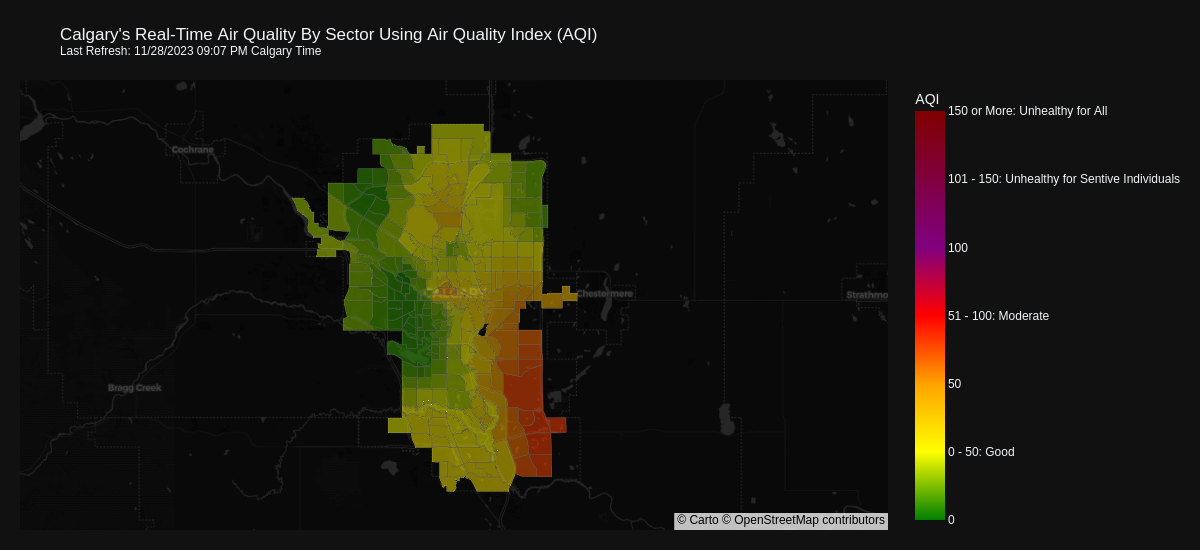 Calgary's Real-Time Air Quality By Sector Using Air Quality Index (AQI)
Last Refresh: 11/28/2023 09:07 PM Calgary Time
AQI
150 or More: Unhealthy for All
Cochrane
101 - 150: Unhealthy for Sentive Individuals
100
Chestermere
Strathmo
51 - 100: Moderate
50
Bragg Creek
0 - 50: Good
0
© Carto © OpenStreetMap contributors